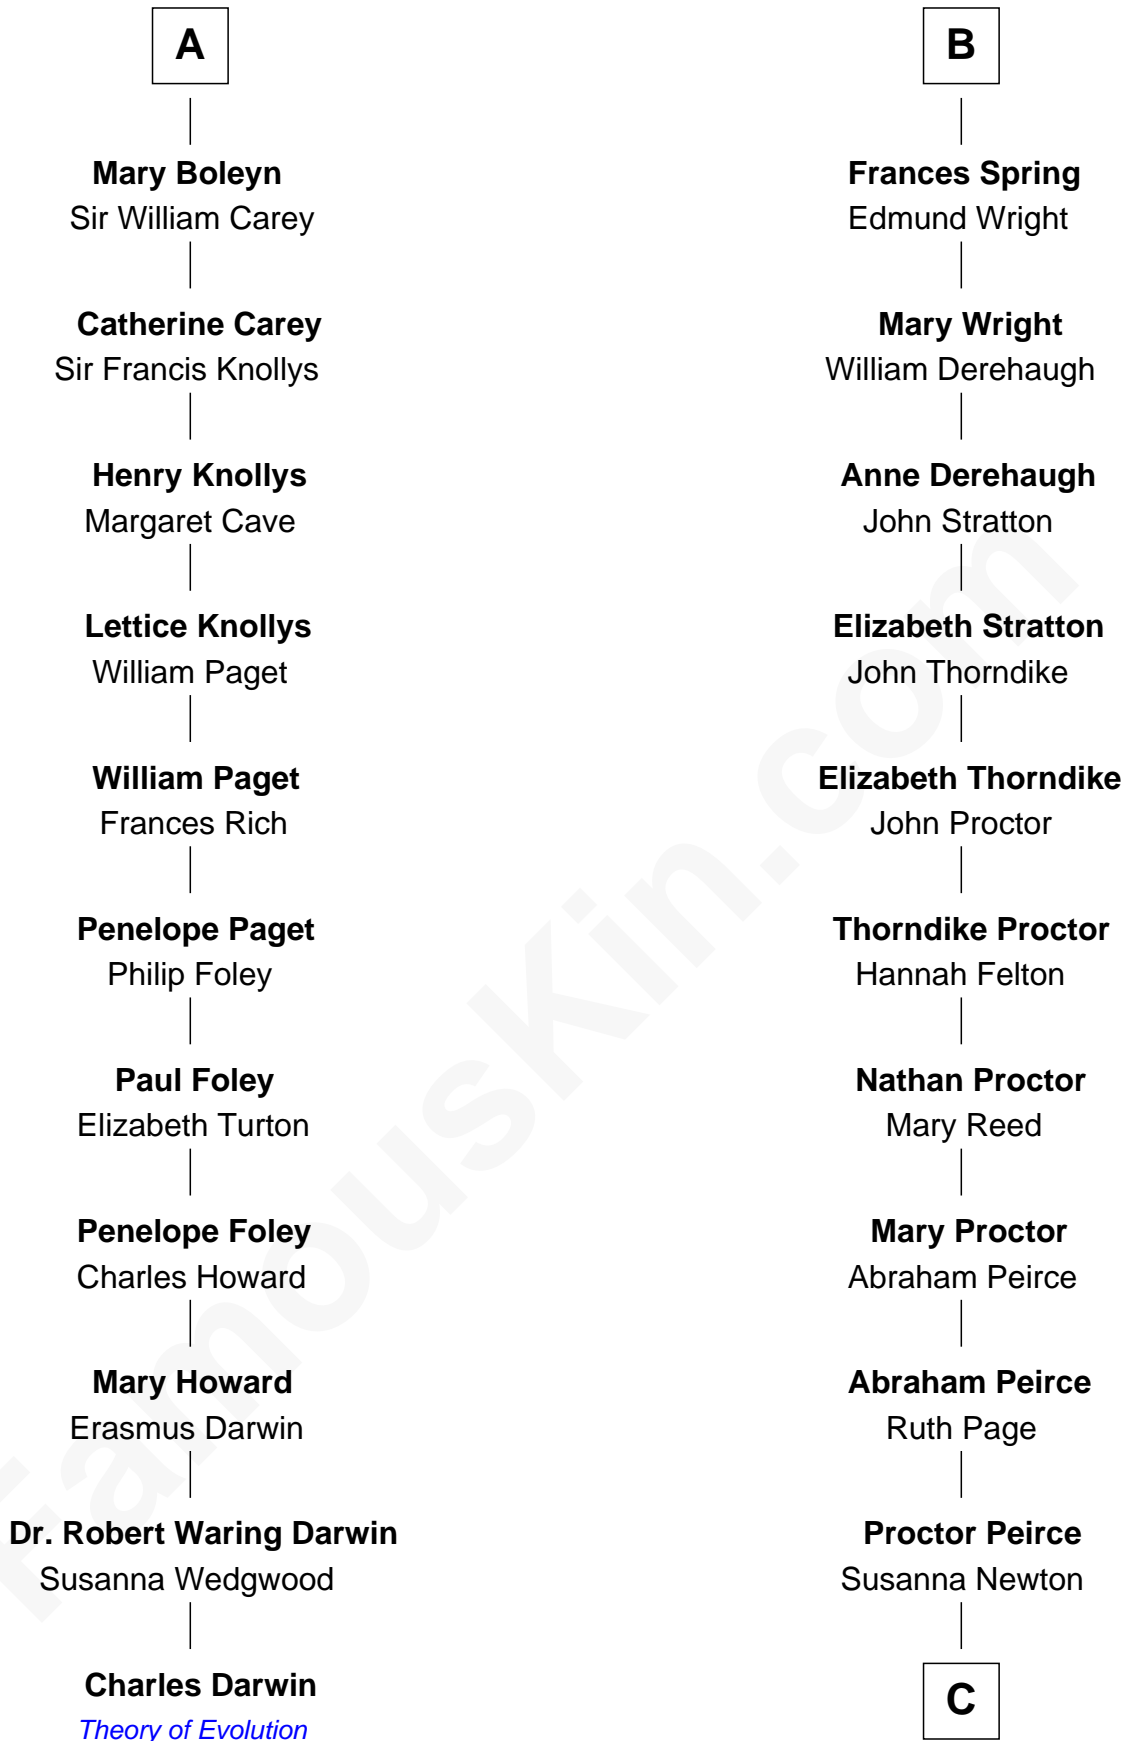 A
Mary Boleyn
Sir William Carey
Catherine Carey
Sir Francis Knollys
Henry Knollys
Margaret Cave
Lettice Knollys
William Paget
William Paget
Frances Rich
Penelope Paget
Philip Foley
Paul Foley
Elizabeth Turton
Penelope Foley
Charles Howard
Mary Howard
Erasmus Darwin
Dr. Robert Waring Darwin
Susanna Wedgwood
Charles Darwin
Theory of Evolution
B
Frances Spring
Edmund Wright
Mary Wright
William Derehaugh
Anne Derehaugh
John Stratton
Elizabeth Stratton
John Thorndike
Elizabeth Thorndike
John Proctor
Thorndike Proctor
Hannah Felton
Nathan Proctor
Mary Reed
Mary Proctor
Abraham Peirce
Abraham Peirce
Ruth Page
Proctor Peirce
Susanna Newton
C
FamousKin.com